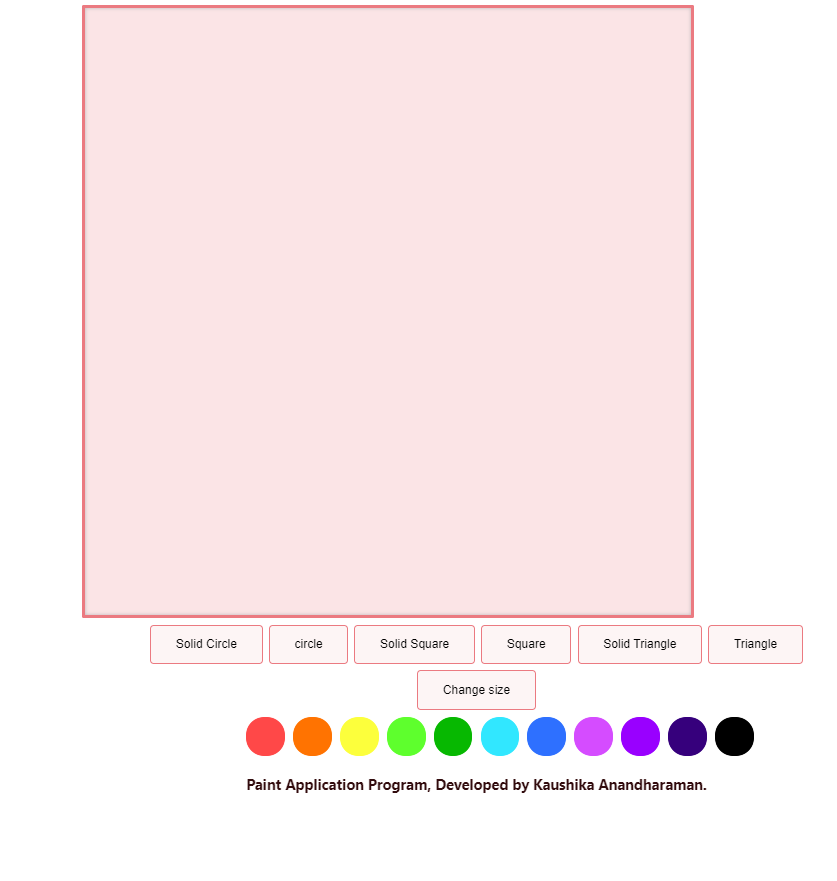 Solid Circle circle Solid Square Square Solid Triangle Triangle
Change size
Paint Application Program, Developed by Kaushika Anandharaman.